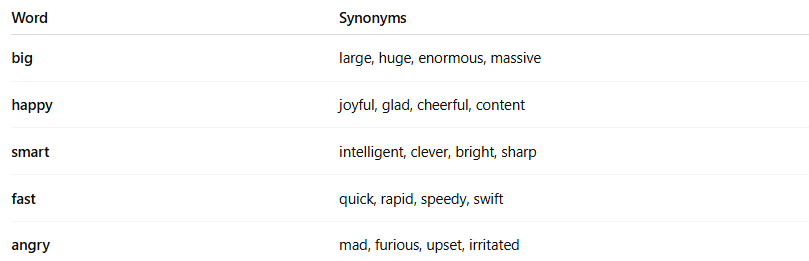 Word Synonyms
big large, huge, enormous, massive
happy joyful, glad, cheerful, content
smart intelligent, clever, bright, sharp
fast quick, rapid, speedy, swift
angry mad, furious, upset, irritated